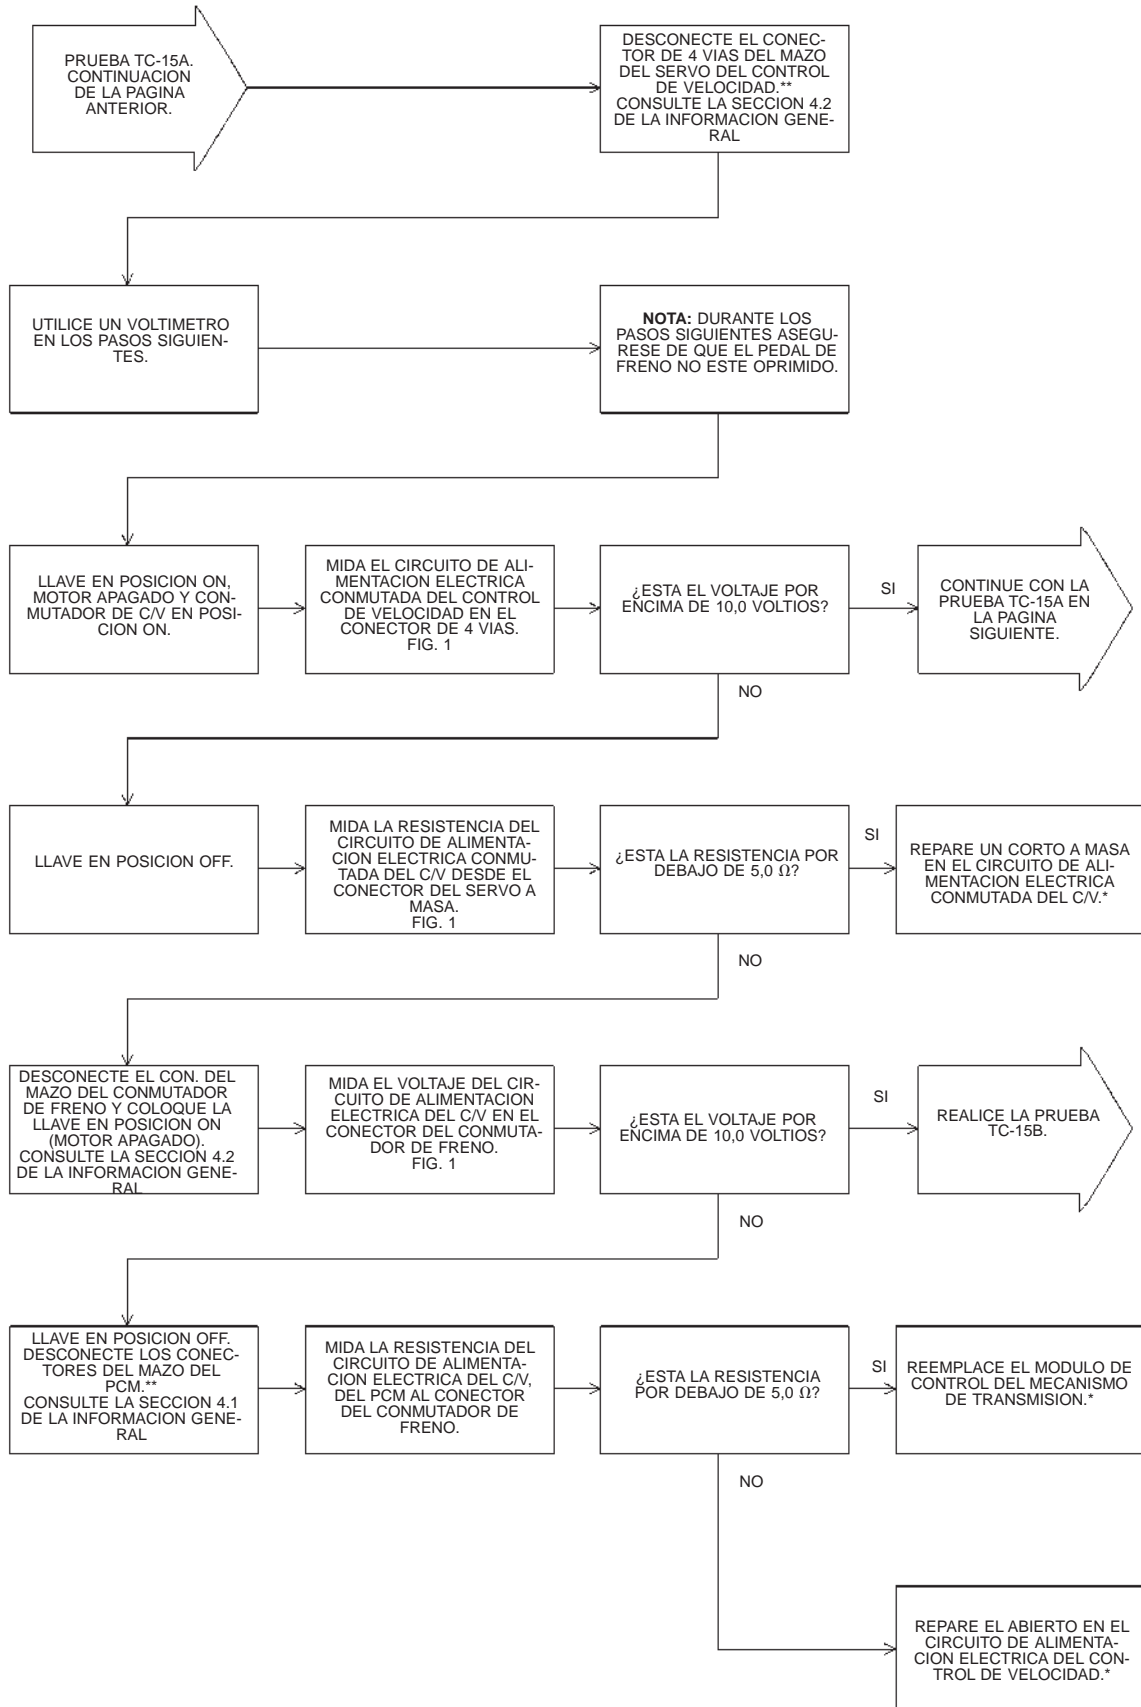 PRUEBA TC-15A.
CONTINUACION
DE LA PAGINA
ANTERIOR.
DESCONECTE EL CONEC-
TOR DE 4 VIAS DEL MAZO
DEL SERVO DEL CONTROL
DE VELOCIDAD.**
CONSULTE LA SECCION 4.2
DE LA INFORMACION GENE-
RAL
UTILICE UN VOLTIMETRO
EN LOS PASOS SIGUIEN-
TES.
NOTA: DURANTE LOS
PASOS SIGUIENTES ASEGU-
RESE DE QUE EL PEDAL DE
FRENO NO ESTE OPRIMIDO.
LLAVE EN POSICION ON,
MOTOR APAGADO Y CON-
MUTADOR DE C/V EN POSI-
CION ON.
MIDA EL CIRCUITO DE ALI-
MENTACION ELECTRICA
CONMUTADA DEL CONTROL
DE VELOCIDAD EN EL
CONECTOR DE 4 VIAS.
FIG. 1
¿ESTA EL VOLTAJE POR
ENCIMA DE 10,0 VOLTIOS?
SI
CONTINUE CON LA
PRUEBA TC-15A EN
LA PAGINA
SIGUIENTE.
NO
LLAVE EN POSICION OFF.
MIDA LA RESISTENCIA DEL
CIRCUITO DE ALIMENTA-
CION ELECTRICA CONMU-
TADA DEL C/V DESDE EL
CONECTOR DEL SERVO A
MASA.
FIG. 1
¿ESTA LA RESISTENCIA POR
DEBAJO DE 5,0 Ω?
SI
REPARE UN CORTO A MASA
EN EL CIRCUITO DE ALI-
MENTACION ELECTRICA
CONMUTADA DEL C/V.*
NO
DESCONECTE EL CON. DEL
MAZO DEL CONMUTADOR
DE FRENO Y COLOQUE LA
LLAVE EN POSICION ON
(MOTOR APAGADO).
CONSULTE LA SECCION 4.2
DE LA INFORMACION GENE-
RAL
MIDA EL VOLTAJE DEL CIR-
CUITO DE ALIMENTACION
ELECTRICA DEL C/V EN EL
CONECTOR DEL CONMUTA-
DOR DE FRENO.
FIG. 1
¿ESTA EL VOLTAJE POR
ENCIMA DE 10,0 VOLTIOS?
SI
REALICE LA PRUEBA
TC-15B.
NO
LLAVE EN POSICION OFF.
DESCONECTE LOS CONEC-
TORES DEL MAZO DEL
PCM.**
CONSULTE LA SECCION 4.1
DE LA INFORMACION GENE-
RAL
MIDA LA RESISTENCIA DEL
CIRCUITO DE ALIMENTA-
CION ELECTRICA DEL C/V,
DEL PCM AL CONECTOR
DEL CONMUTADOR DE
FRENO.
¿ESTA LA RESISTENCIA
POR DEBAJO DE 5,0 Ω?
SI
REEMPLACE EL MODULO DE
CONTROL DEL MECANISMO
DE TRANSMISION.*
NO
REPARE EL ABIERTO EN EL
CIRCUITO DE ALIMENTA-
CION ELECTRICA DEL CON-
TROL DE VELOCIDAD.*